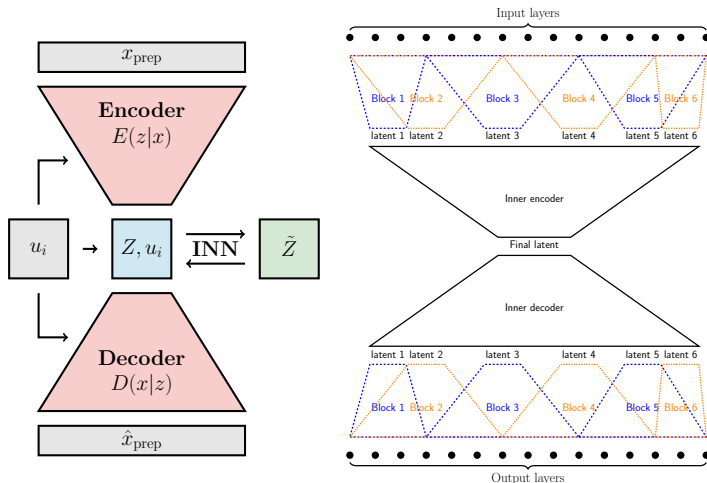 x_prep
Encoder
E(z|x)
u_i
Z, u_i
INN
Z̃
Decoder
D(x|z)
x̂_prep
Input layers
Block 1
Block 2
Block 3
Block 4
Block 5
Block 6
latent 1
latent 2
latent 3
latent 4
latent 5
latent 6
Inner encoder
Final latent
Inner decoder
latent 1
latent 2
latent 3
latent 4
latent 5
latent 6
Block 1
Block 2
Block 3
Block 4
Block 5
Block 6
Output layers